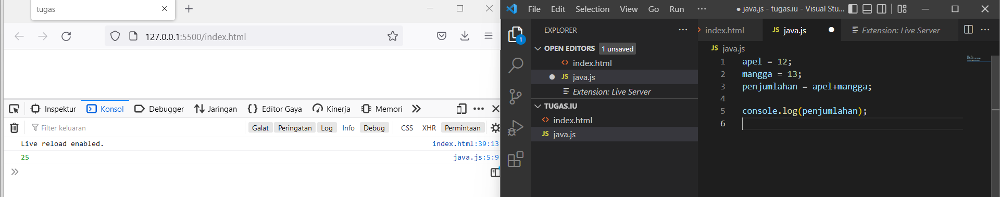 tugas
127.0.0.1:5500/index.html
Inspektur Konsol Debugger Jaringan Editor Gaya Kinerja Memori
Filter keluaran Galat Peringatan Log Info Debug CSS XHR Permintaan
Live reload enabled. index.html:39:13
25 java.js:5:9
File Edit Selection View Go Run ··· ● java.js - tugas.iu - Visual Stu...
EXPLORER ···
OPEN EDITORS 1 unsaved
index.html
JS java.js
Extension: Live Server
TUGAS.IU
index.html
JS java.js
1
index.html JS java.js ● Extension: Live Server ···
JS java.js
1 apel = 12;
2 mangga = 13;
3 penjumlahan = apel+mangga;
4
5 console.log(penjumlahan);
6